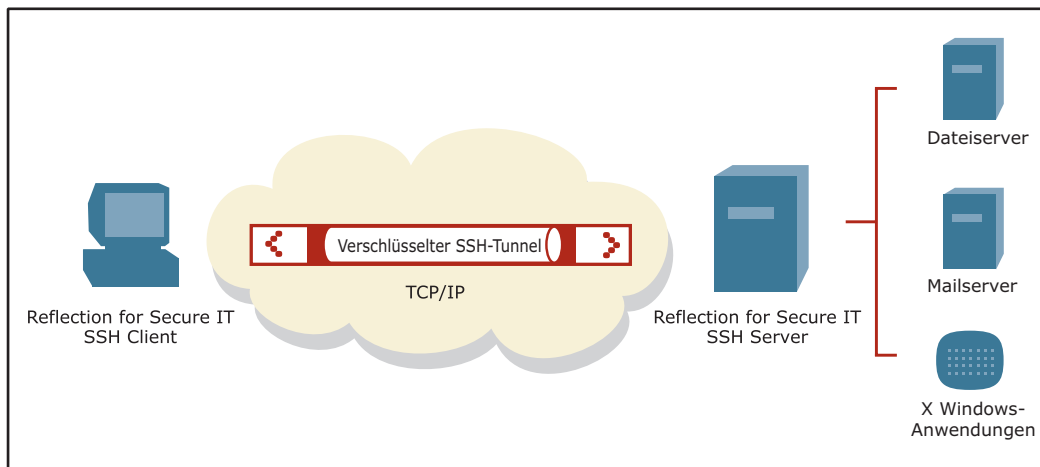 Verschlüsselter SSH-Tunnel
TCP/IP
Reflection for Secure IT
SSH Client
Reflection for Secure IT
SSH Server
Dateiserver
Mailserver
X Windows-
Anwendungen